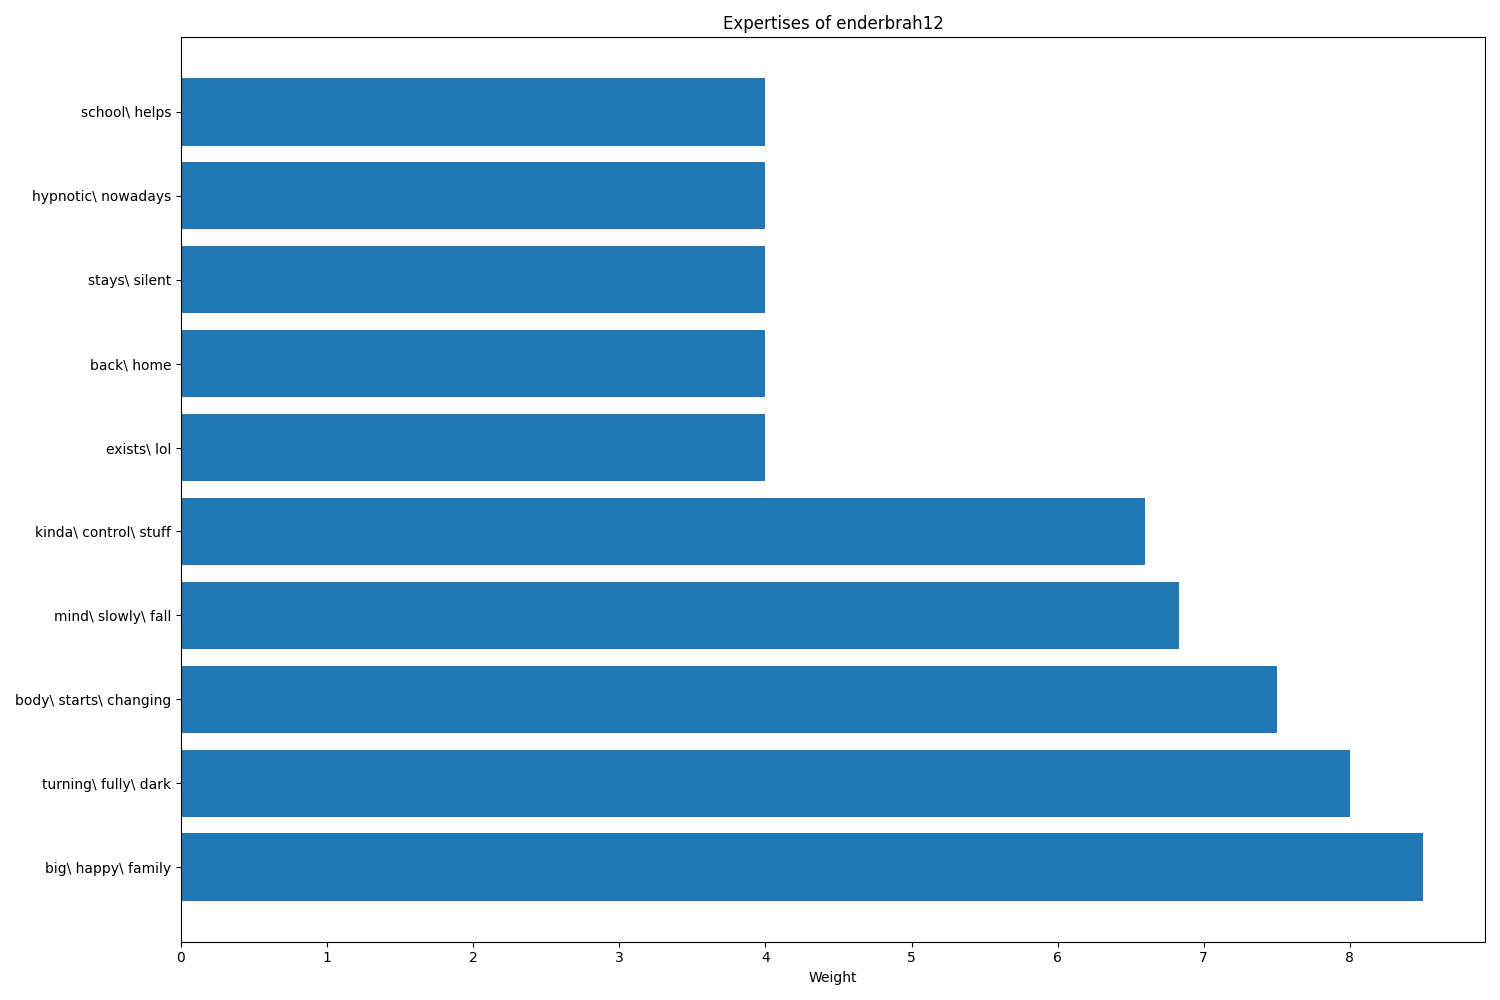 Expertises of enderbrah12
school\ helps
hypnotic\ nowadays
stays\ silent
back\ home
exists\ lol
kinda\ control\ stuff
mind\ slowly\ fall
body\ starts\ changing
turning\ fully\ dark
big\ happy\ family
0 1 2 3 4 5 6 7 8
Weight